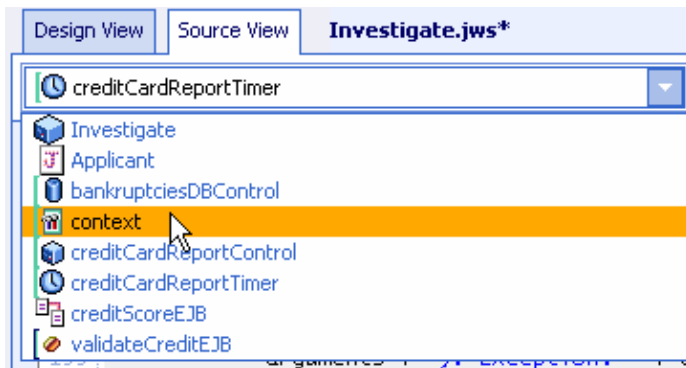 Design View Source View Investigate.jws*
creditCardReportTimer
Investigate
Applicant
bankruptciesDBControl
context
creditCardReportControl
creditCardReportTimer
creditScoreEJB
validateCreditEJB